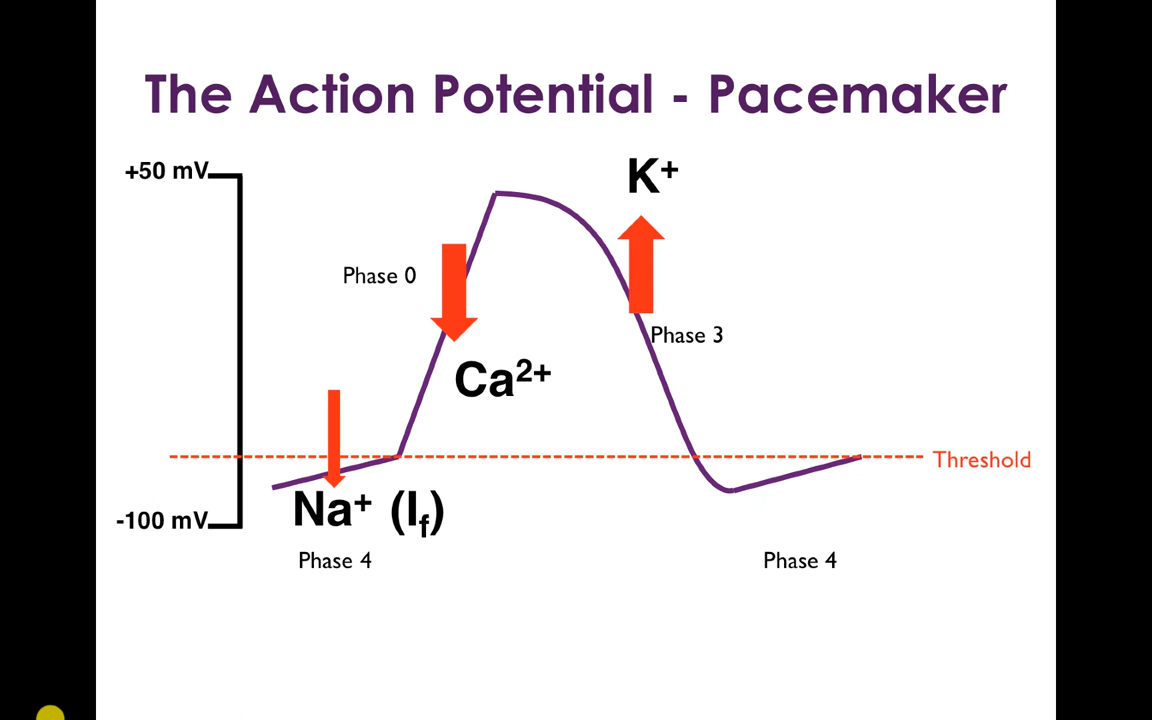 The Action Potential - Pacemaker
+50 mV
K⁺
Phase 0
Phase 3
Ca²⁺
Threshold
Na⁺ (I_f)
-100 mV
Phase 4
Phase 4